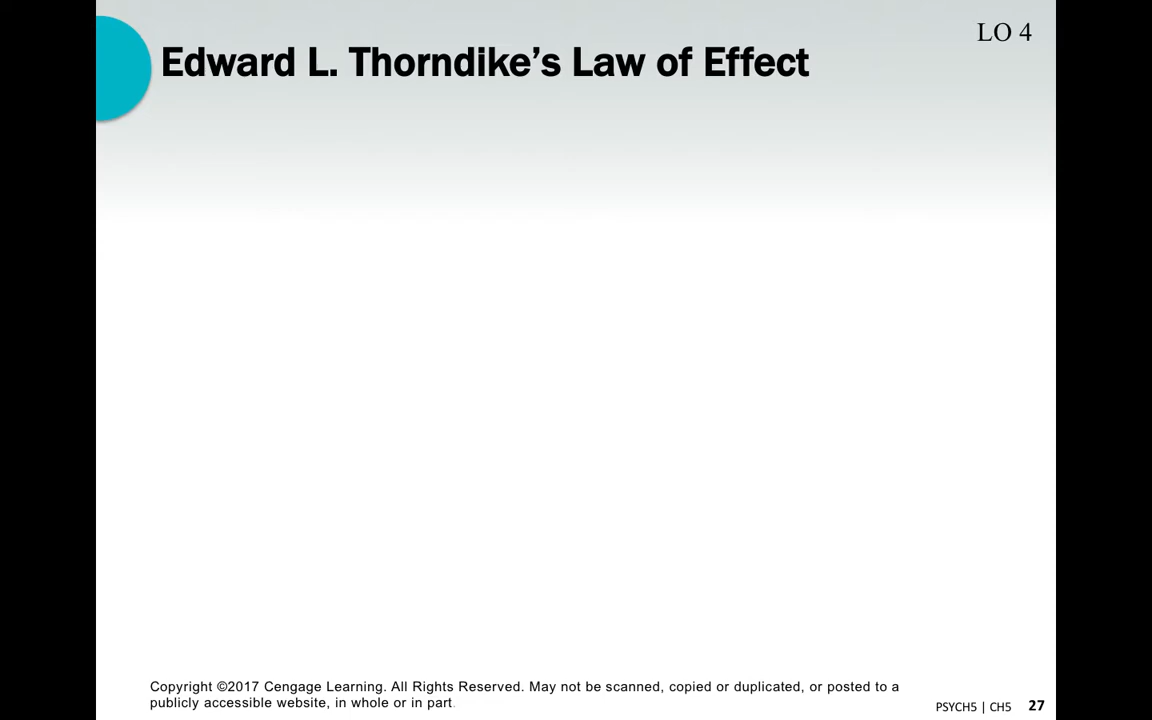 LO 4
Edward L. Thorndike’s Law of Effect
Copyright ©2017 Cengage Learning. All Rights Reserved. May not be scanned, copied or duplicated, or posted to a
publicly accessible website, in whole or in part.
PSYCH5 | CH5 27